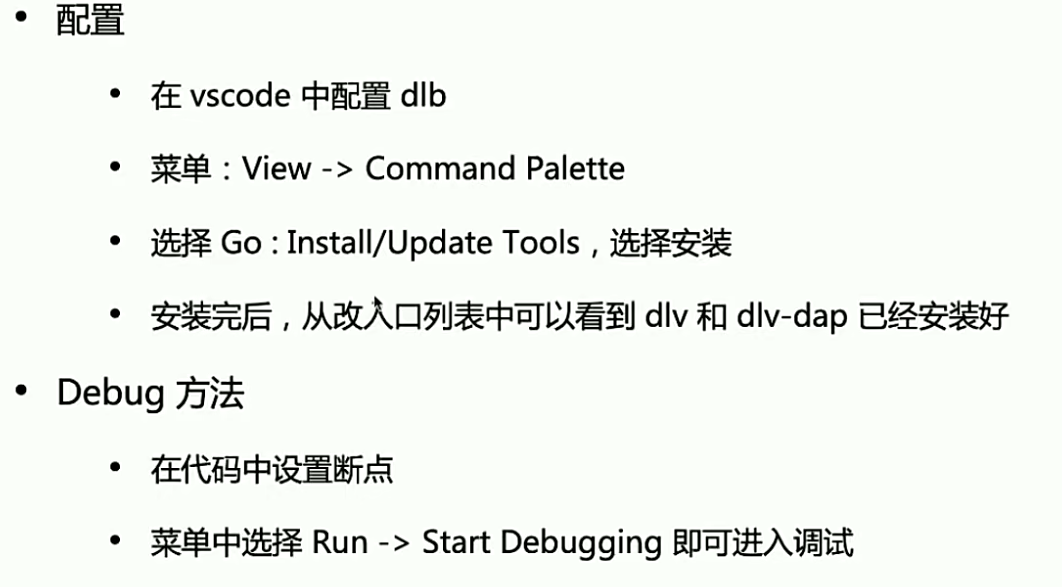 • 配置
• 在 vscode 中配置 dlb
• 菜单：View -> Command Palette
• 选择 Go : Install/Update Tools，选择安装
• 安装完后，从改入口列表中可以看到 dlv 和 dlv-dap 已经安装好
• Debug 方法
• 在代码中设置断点
• 菜单中选择 Run -> Start Debugging 即可进入调试